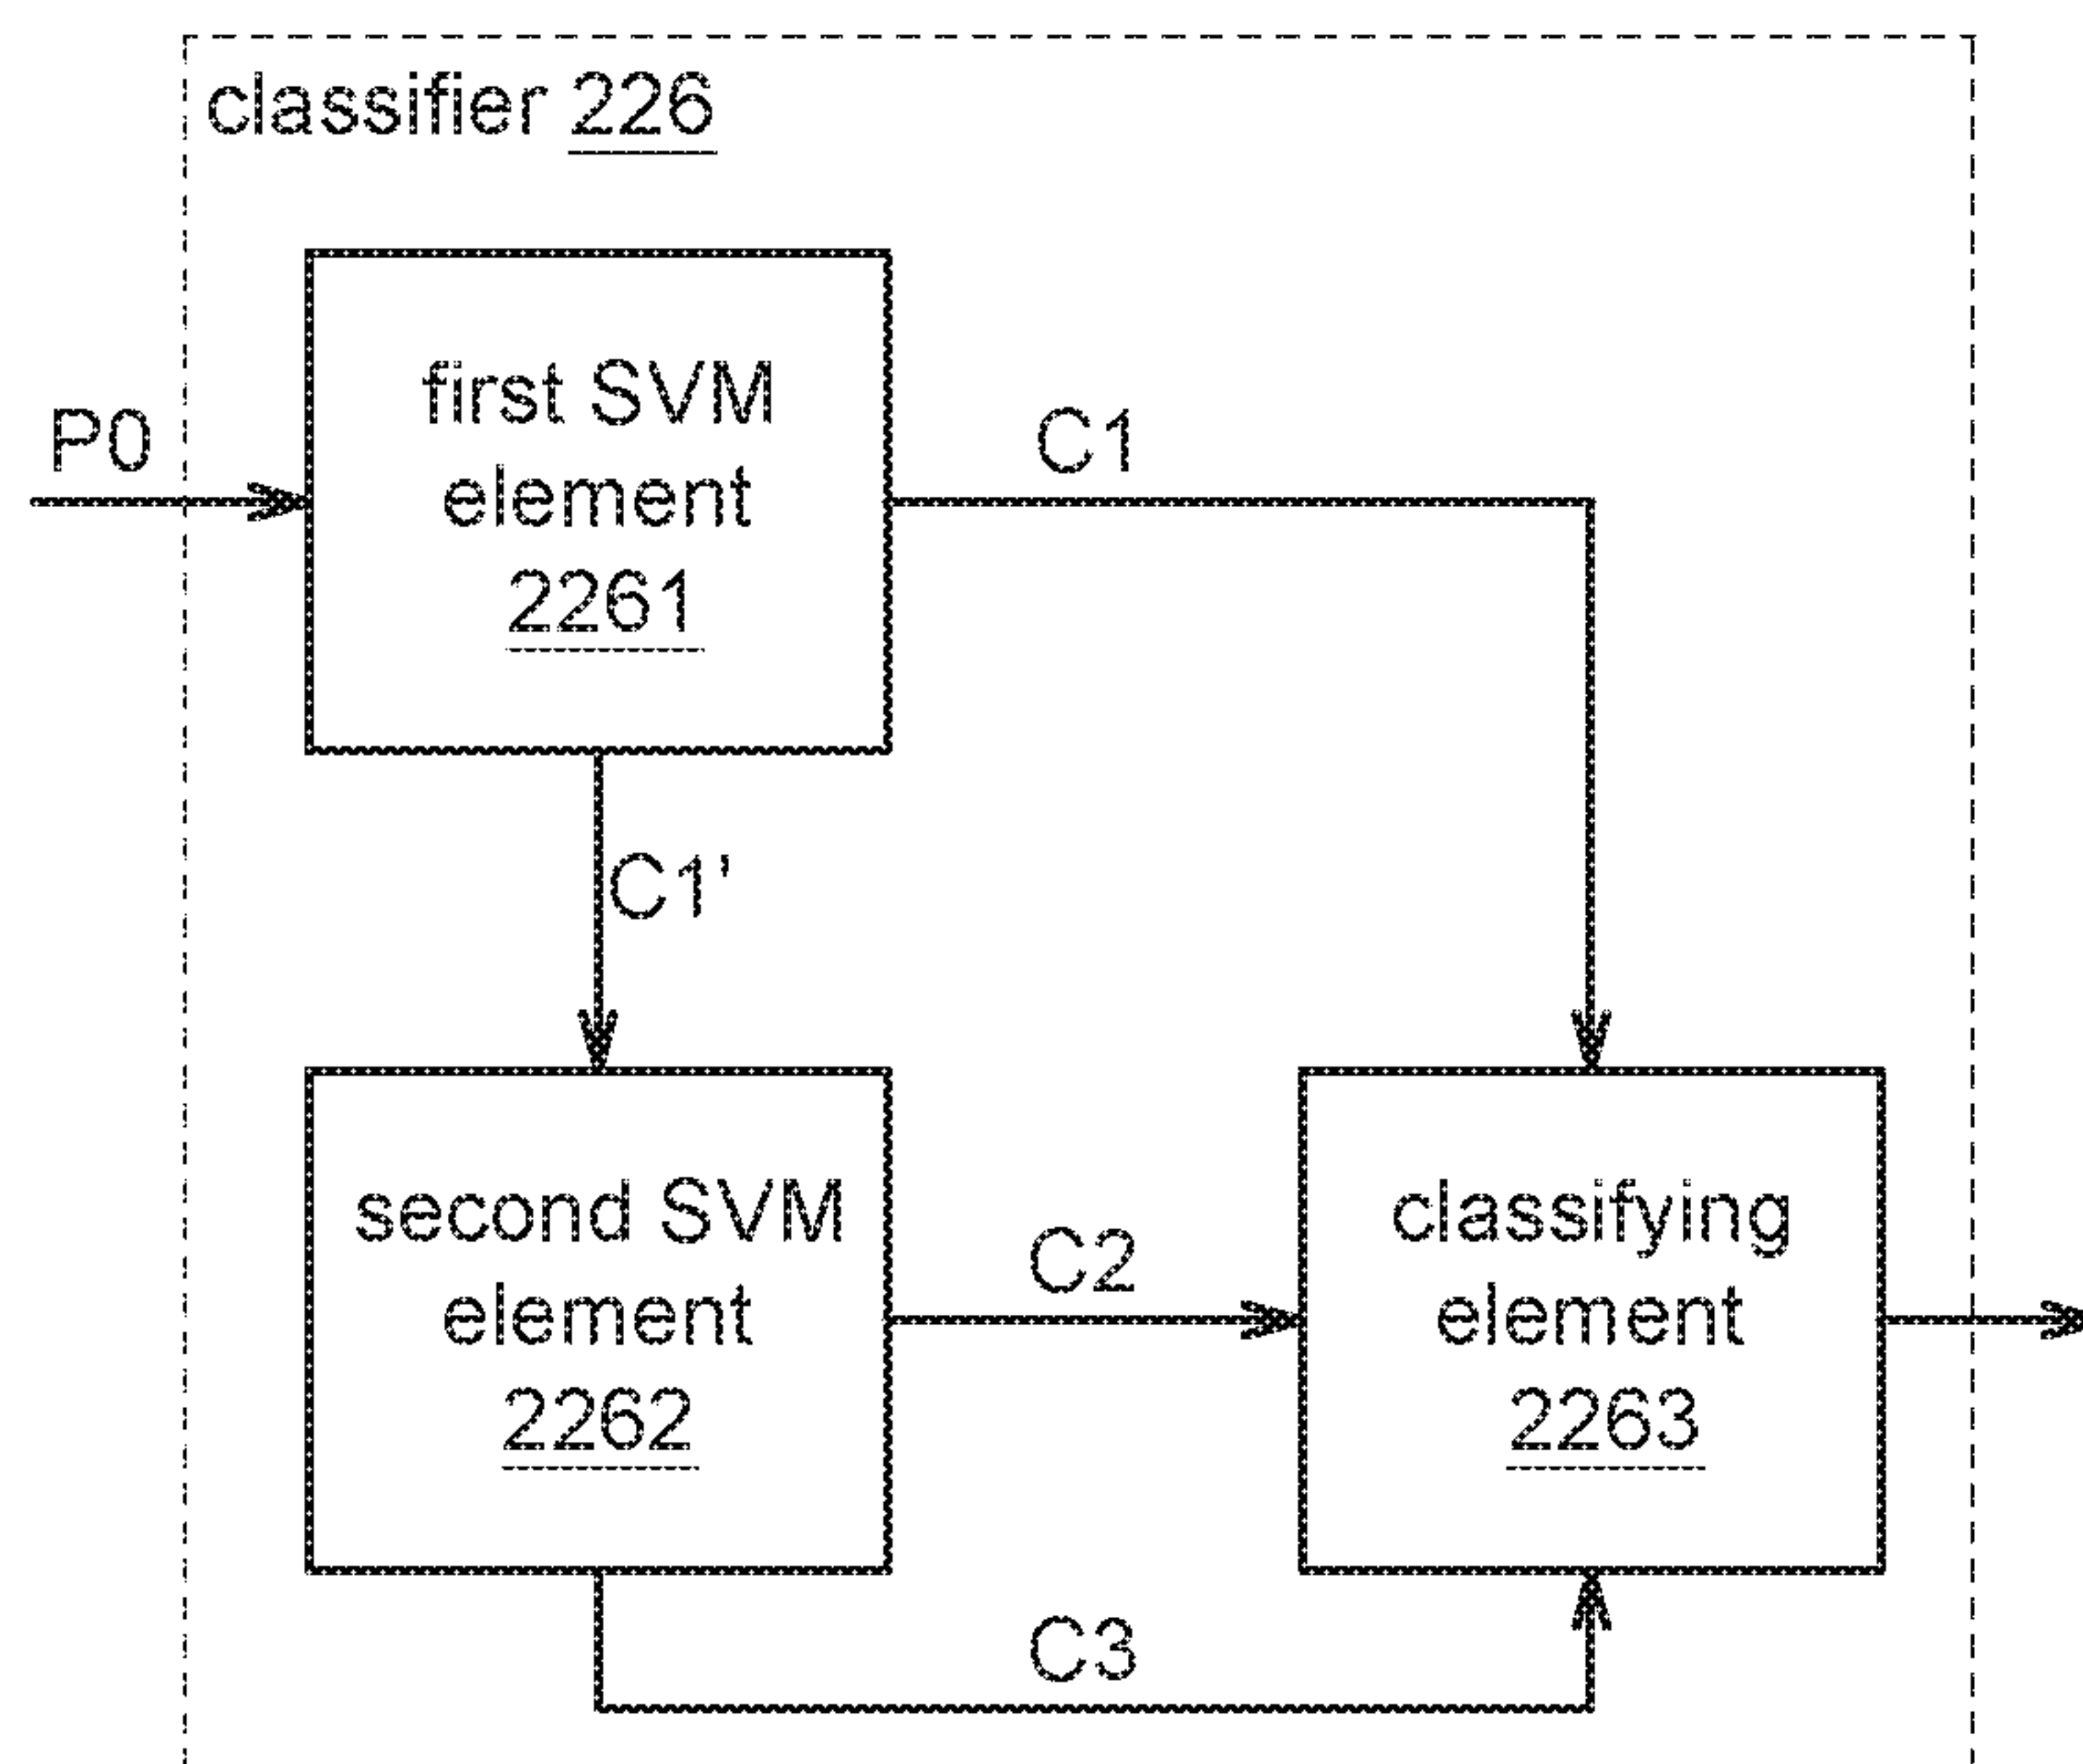 classifier 226
first SVM
element
2261
P0
C1
C1'
second SVM
element
2262
C2
classifying
element
2263
C3